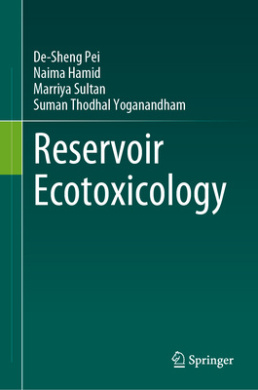 De-Sheng Pei
Naima Hamid
Marriya Sultan
Suman Thodhal Yoganandham
Reservoir
Ecotoxicology
Springer